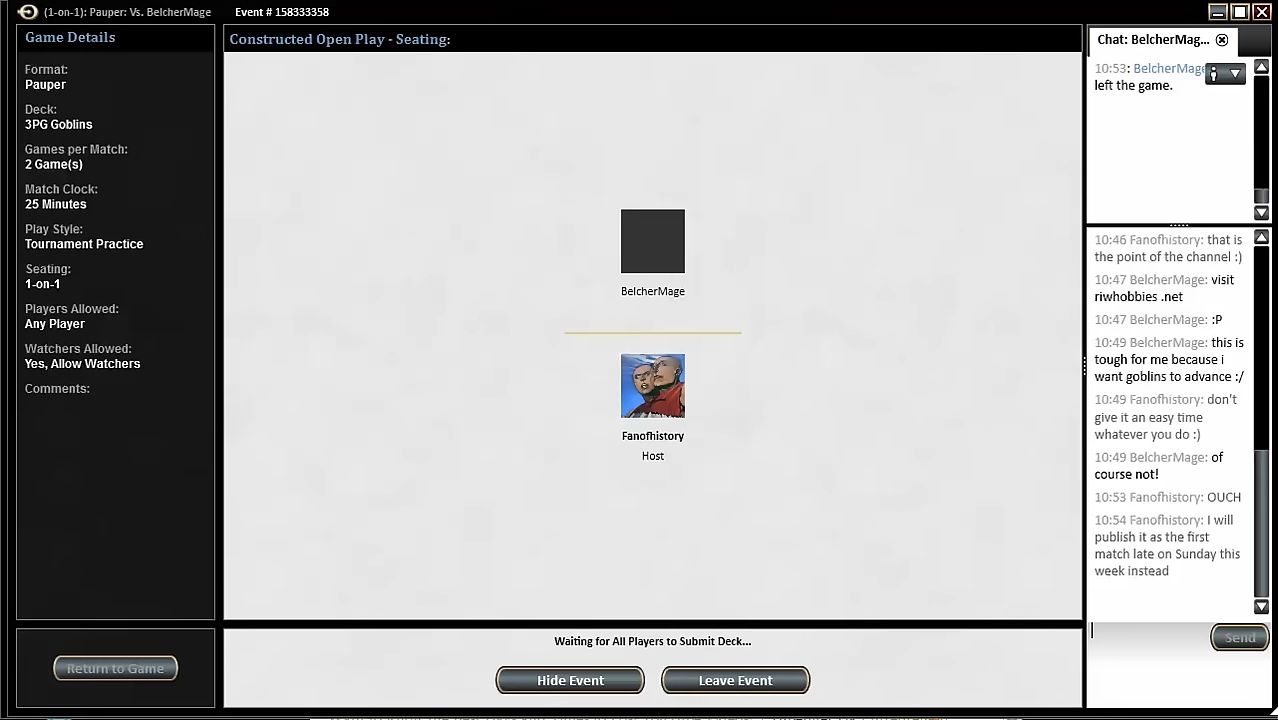 (1-on-1): Pauper: Vs. BelcherMage
Event # 158333358
Game Details
Format:
Pauper
Deck:
3PG Goblins
Games per Match:
2 Game(s)
Match Clock:
25 Minutes
Play Style:
Tournament Practice
Seating:
1-on-1
Players Allowed:
Any Player
Watchers Allowed:
Yes, Allow Watchers
Comments:
Return to Game
Constructed Open Play - Seating:
BelcherMage
Fanofhistory
Host
Waiting for All Players to Submit Deck...
Hide Event
Leave Event
Chat: BelcherMag...
10:53: BelcherMage
left the game.
10:46 Fanofhistory: that is
the point of the channel :)
10:47 BelcherMage: visit
riwhobbies .net
10:47 BelcherMage: :P
10:49 BelcherMage: this is
tough for me because i
want goblins to advance :/
10:49 Fanofhistory: don't
give it an easy time
whatever you do :)
10:49 BelcherMage: of
course not!
10:53 Fanofhistory: OUCH
10:54 Fanofhistory: I will
publish it as the first
match late on Sunday this
week instead
Send